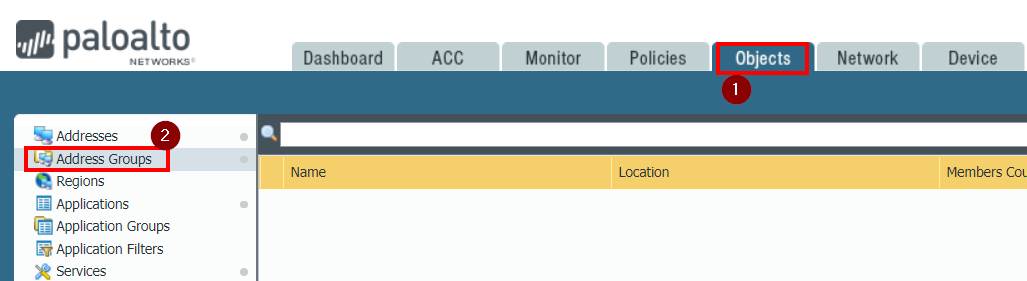 paloalto
NETWORKS
Dashboard ACC Monitor Policies Objects Network Device
1
Addresses 2
Address Groups
Regions
Applications
Application Groups
Application Filters
Services
Name Location Members Cou